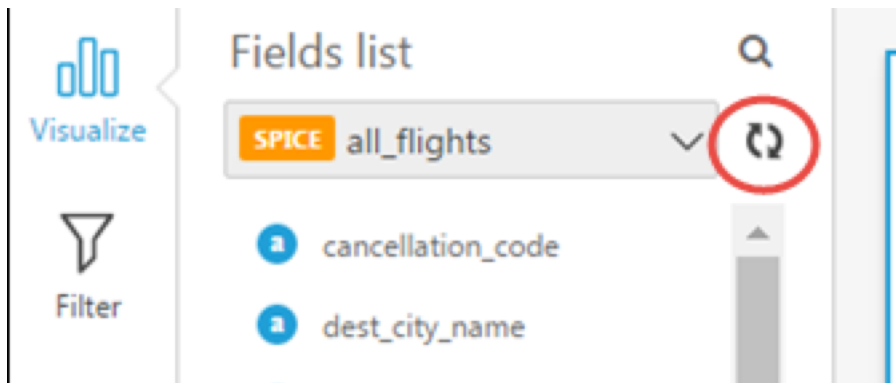 Fields list
Visualize
SPICE all_flights
a cancellation_code
Filter
a dest_city_name